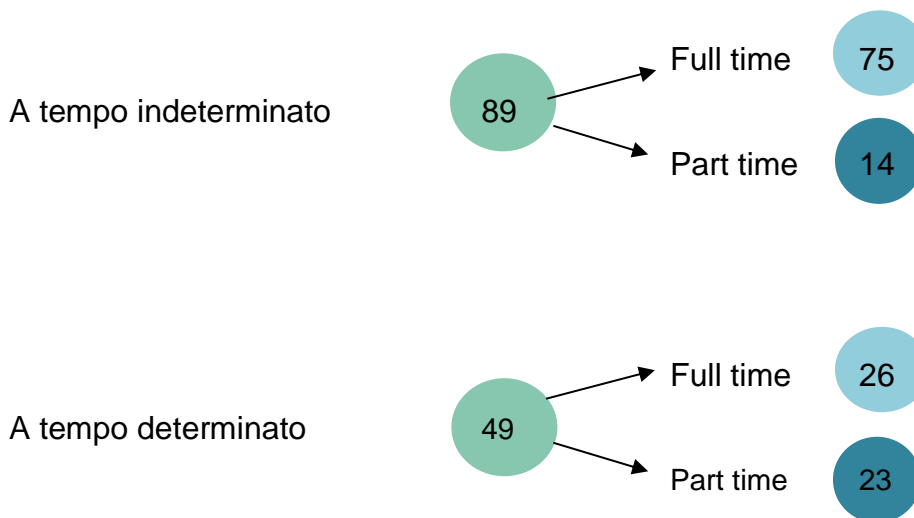 Full time 75
A tempo indeterminato 89
Part time 14
Full time 26
A tempo determinato 49
Part time 23